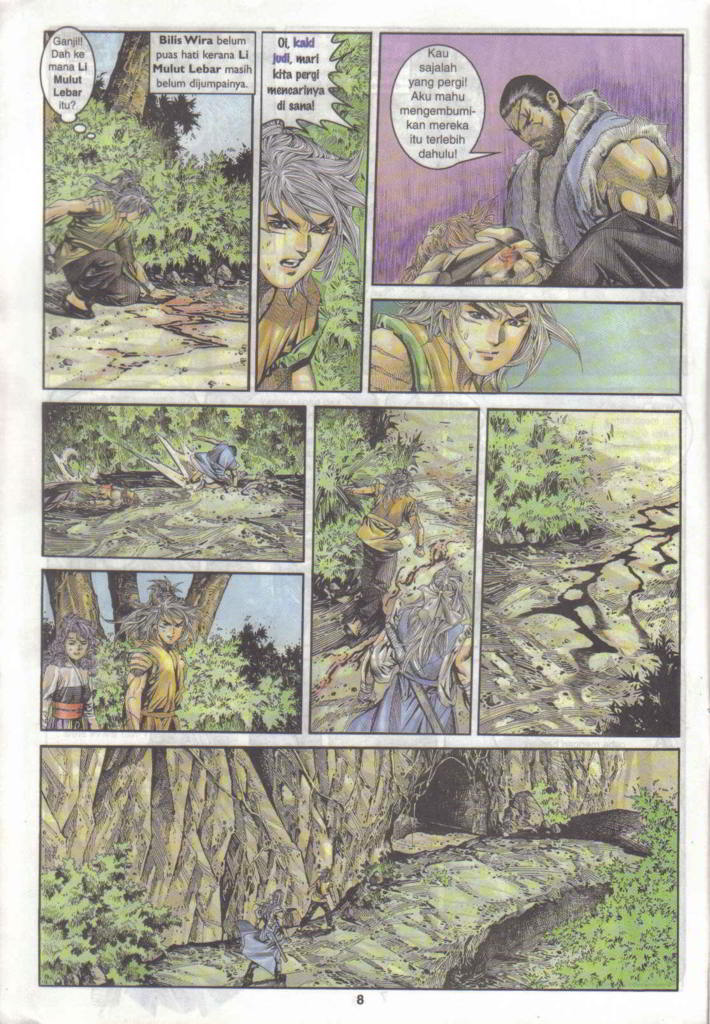 Ganjil!
Dah ke
mana Li
Mulut
Lebar
itu?
Bilis Wira belum
puas hati kerana Li
Mulut Lebar masih
belum dijumpainya.
Oi, kaki
judi, mari
kita pergi
mencarinya
di sana!
Kau
sajalah
yang pergi!
Aku mahu
mengembumi-
kan mereka
itu terlebih
dahulu!
8